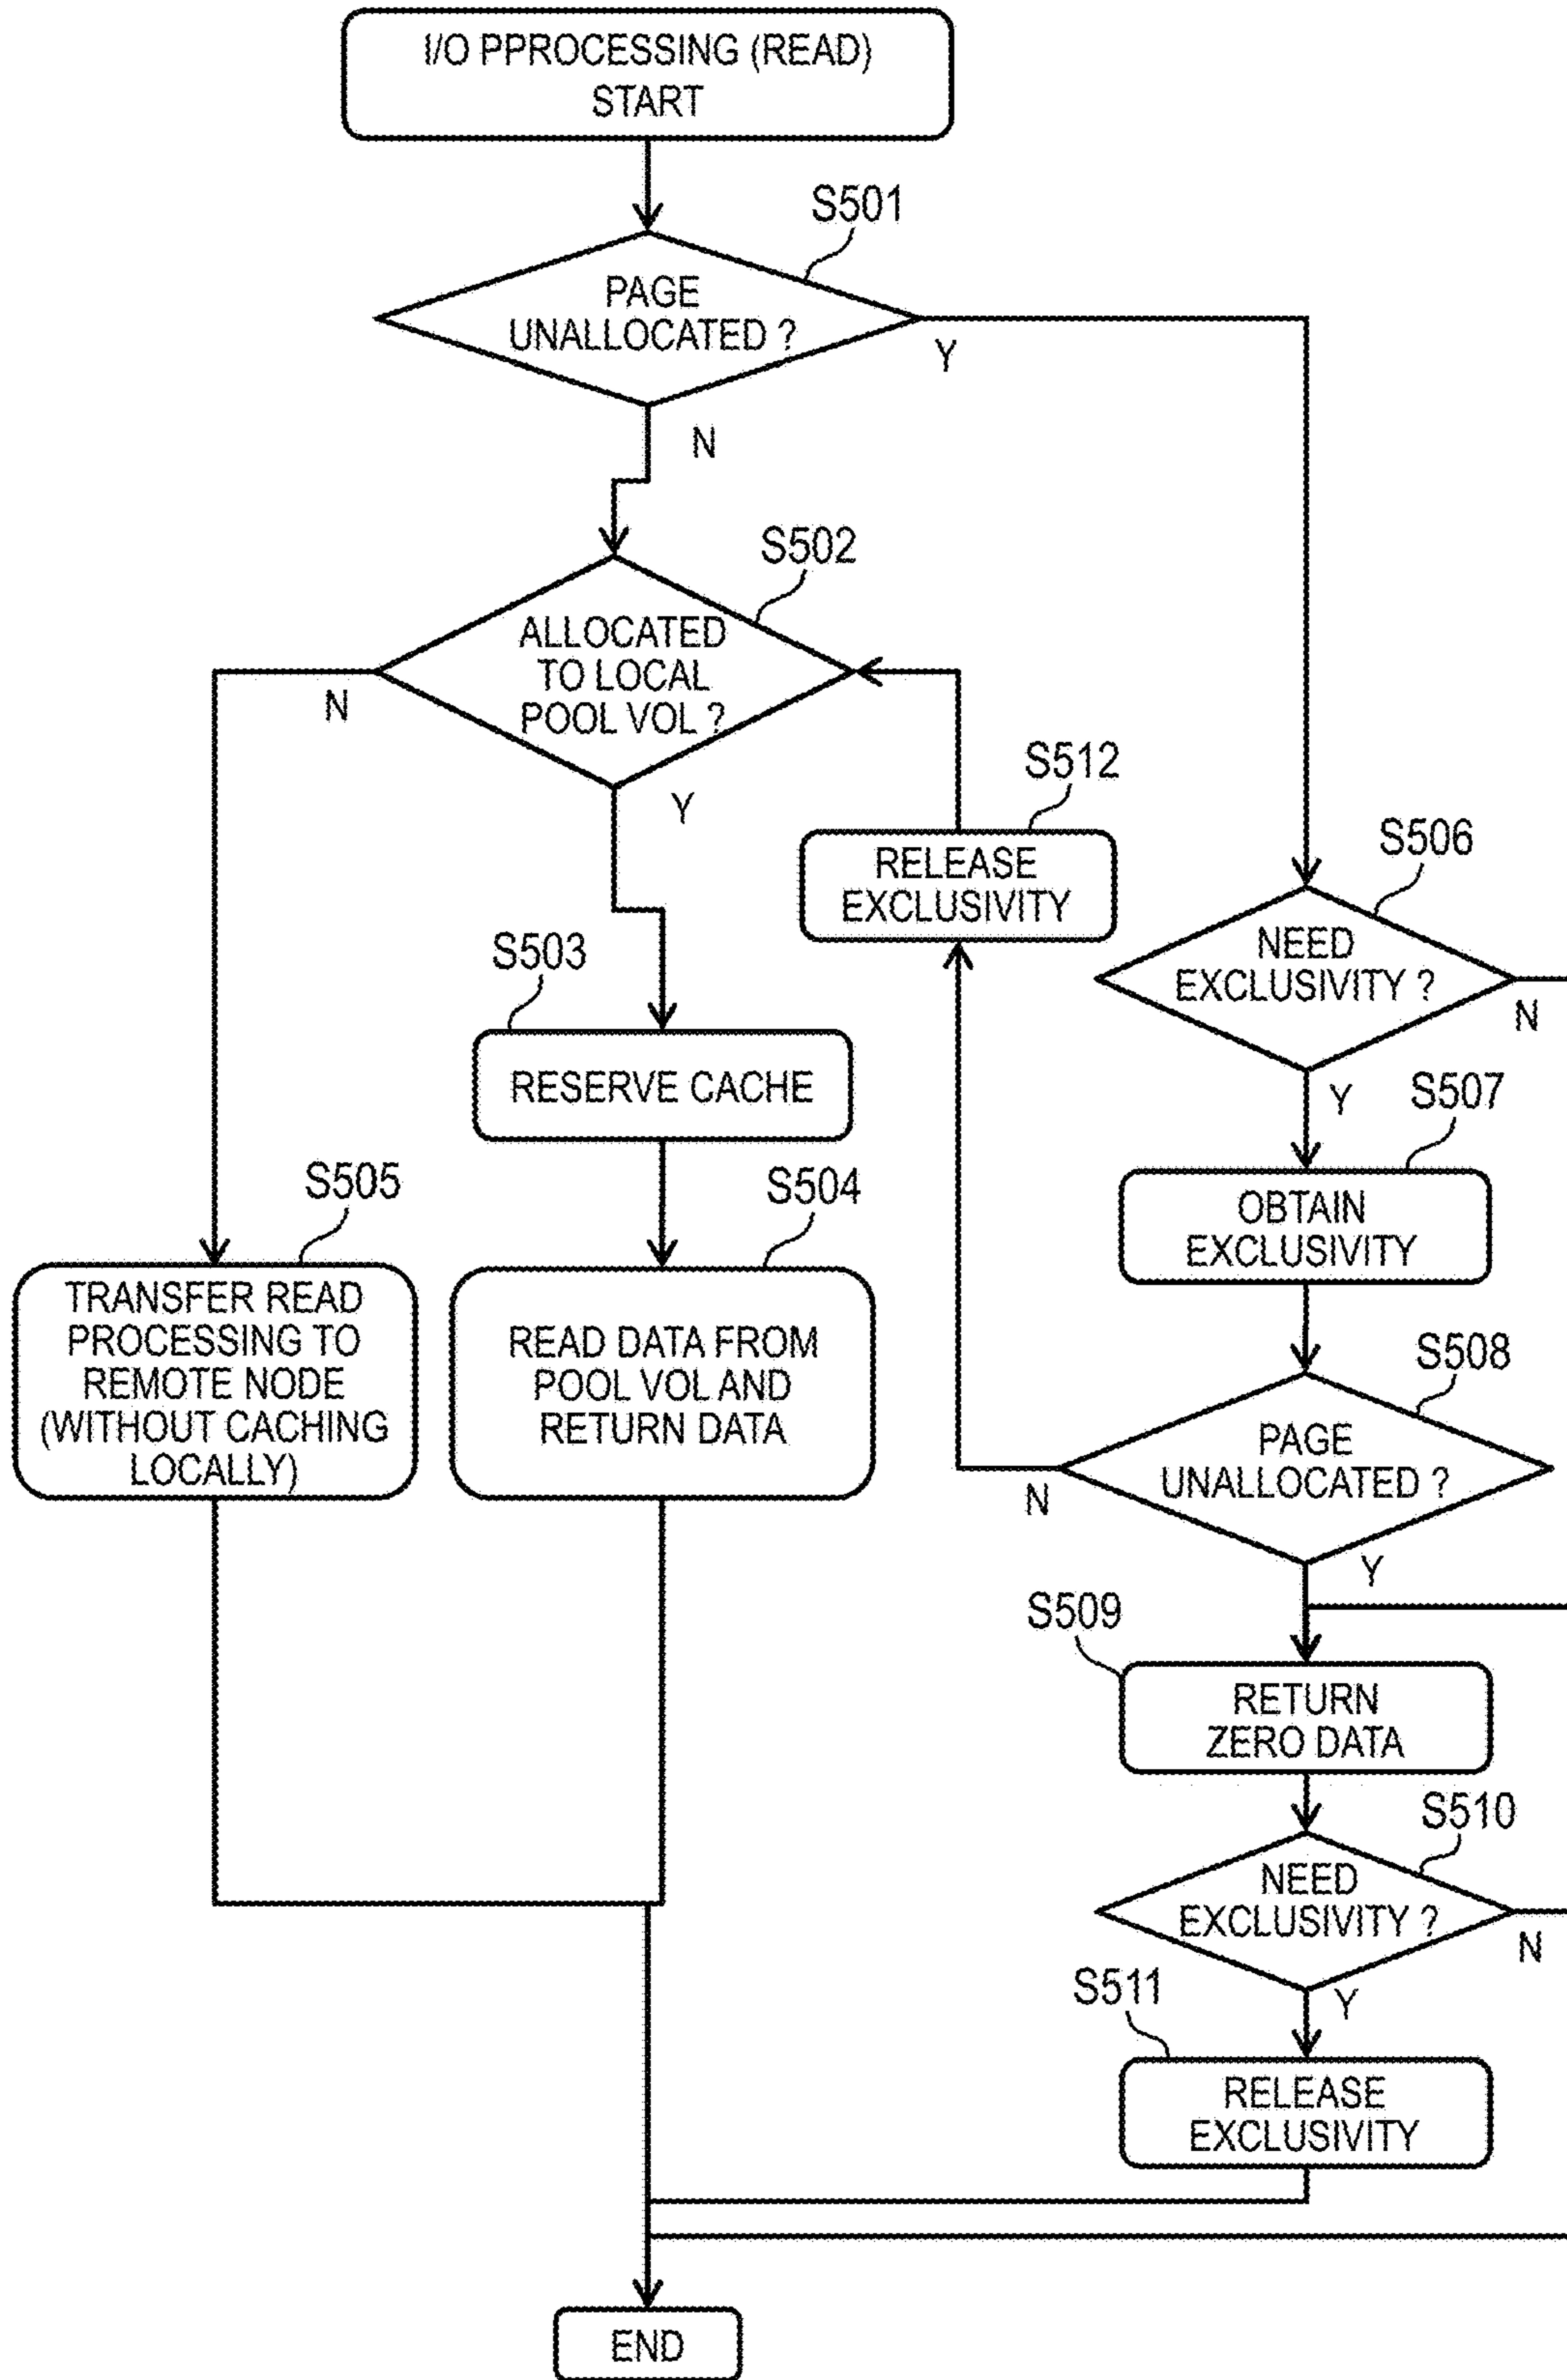 I/O PPROCESSING (READ)
START
S501
PAGE
UNALLOCATED ?
Y
N
S502
ALLOCATED
TO LOCAL
POOL VOL ?
N
Y
S512
RELEASE
EXCLUSIVITY
S506
NEED
EXCLUSIVITY ?
N
Y
S503
RESERVE CACHE
S507
OBTAIN
EXCLUSIVITY
S505
TRANSFER READ
PROCESSING TO
REMOTE NODE
(WITHOUT CACHING
LOCALLY)
S504
READ DATA FROM
POOL VOL AND
RETURN DATA
S508
PAGE
UNALLOCATED ?
N
Y
S509
RETURN
ZERO DATA
S510
NEED
EXCLUSIVITY ?
N
Y
S511
RELEASE
EXCLUSIVITY
END